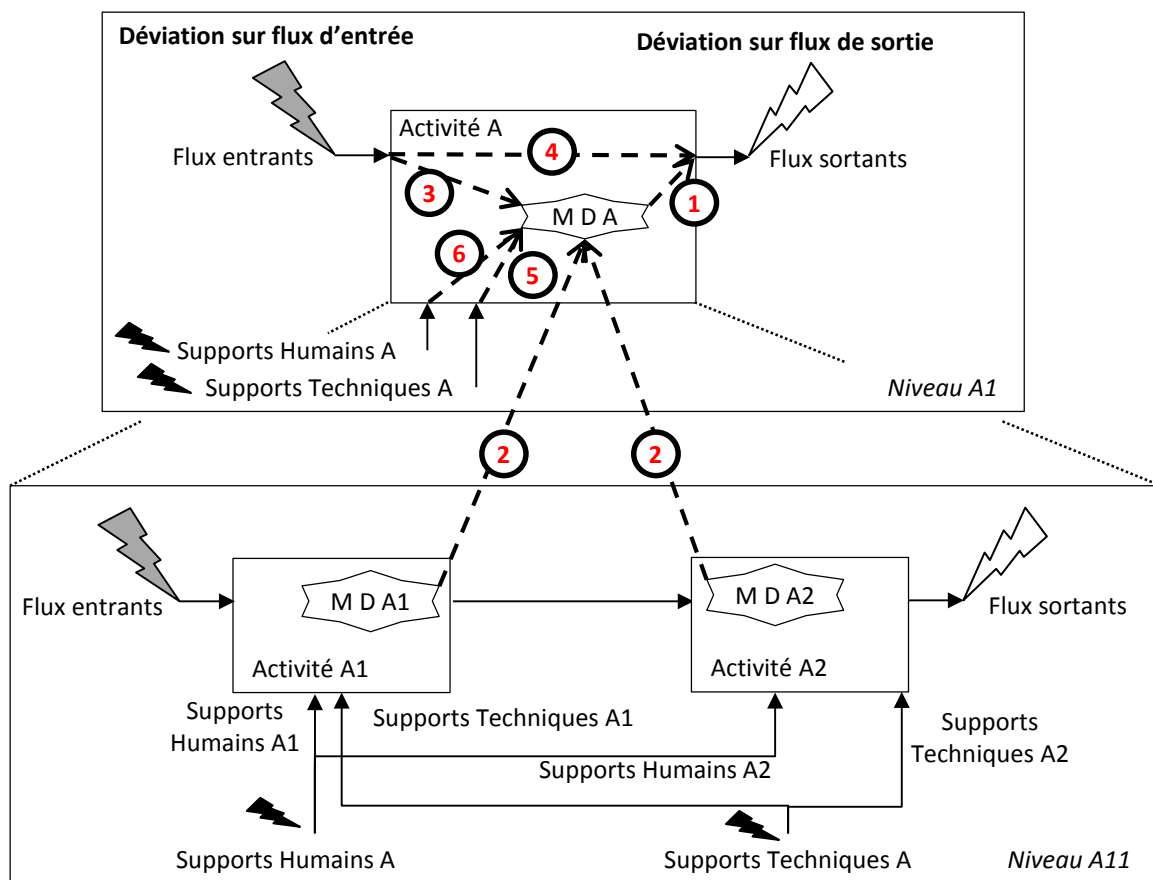 Déviation sur flux d'entrée
Déviation sur flux de sortie
Activité A
Flux entrants
4
Flux sortants
3
1
M D A
6
5
Supports Humains A
Supports Techniques A
Niveau A1
2
2
Flux entrants
M D A1
M D A2
Flux sortants
Activité A1
Activité A2
Supports
Humains A1
Supports Techniques A1
Supports
Techniques A2
Supports Humains A2
Supports Humains A
Supports Techniques A
Niveau A11